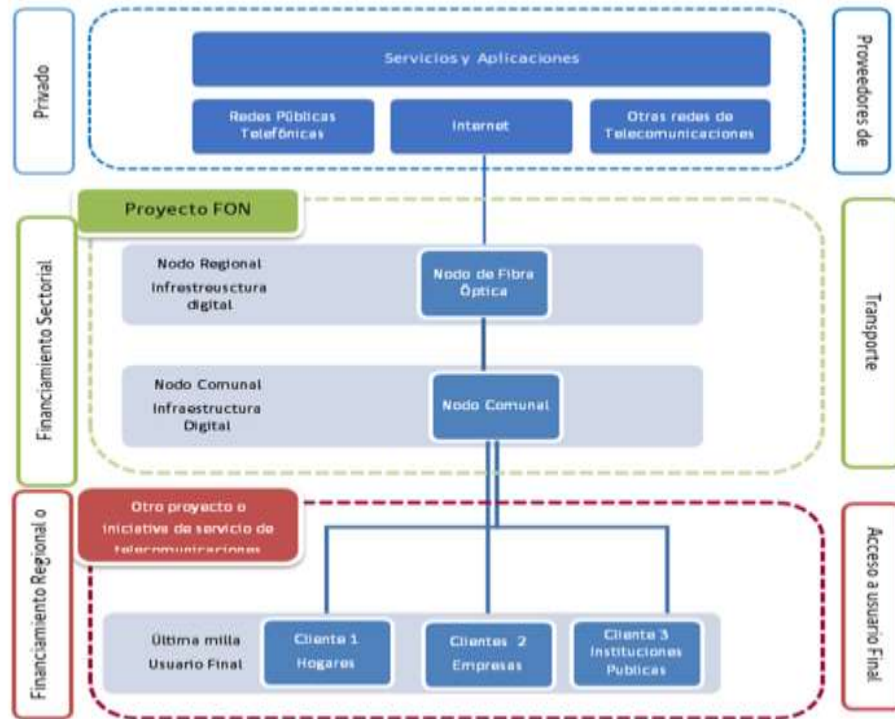 Privado
Servicios y Aplicaciones
Redes Públicas
Telefónicas
Internet
Otras redes de
Telecomunicaciones
Proveedores de
Proyecto FON
Financiamiento Sectorial
Nodo Regional
Infrestreusctura
digital
Nodo de Fibra
Óptica
Nodo Comunal
Infraestructura
Digital
Nodo Comunal
Transporte
Financiamiento Regional o
Otro proyecto o
iniciativa de servicio de
telecomunicaciones
Última milla
Usuario Final
Cliente 1
Hogares
Clientes 2
Empresas
Cliente 3
Instituciones
Publicas
Acceso a usuario Final